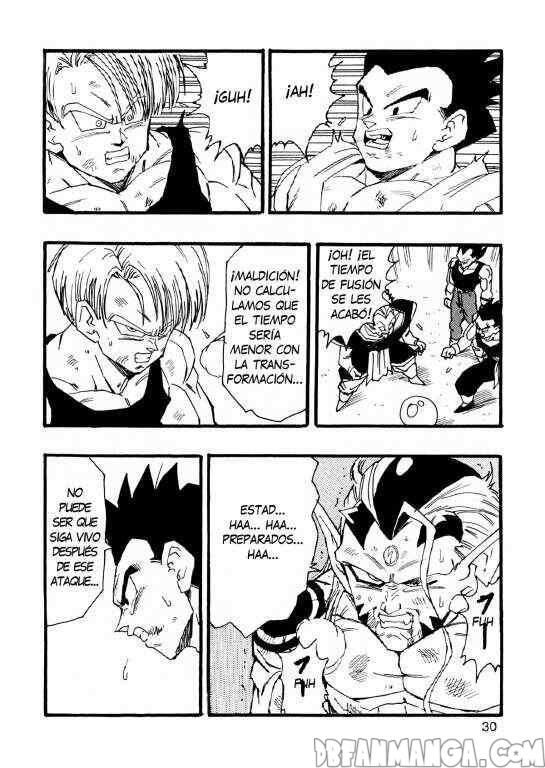 ¡AH!
¡GUH!
¡OH! ¡EL
TIEMPO
DE FUSIÓN
SE LES
ACABÓ!
¡MALDICIÓN!
NO CALCU-
LAMOS QUE
EL TIEMPO
SERÍA
MENOR CON
LA TRANS-
FORMACIÓN...
ESTAD...
HAA... HAA...
PREPARADOS...
HAA...
FUH
FUH
NO
PUEDE
SER QUE
SIGA VIVO
DESPUÉS
DE ESE
ATAQUE...
30
DBFANMANGA.COM